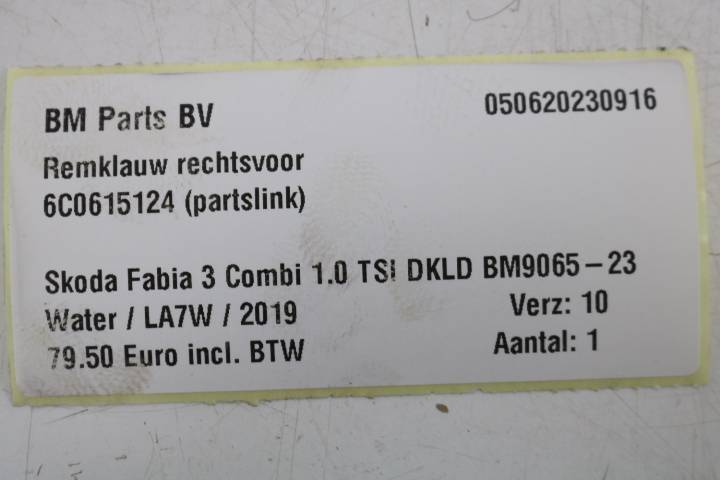 BM Parts BV 050620230916
Remklauw rechtsvoor
6C0615124 (partslink)
Skoda Fabia 3 Combi 1.0 TSI DKLD BM9065-23
Water / LA7W / 2019 Verz: 10
79.50 Euro incl. BTW Aantal: 1